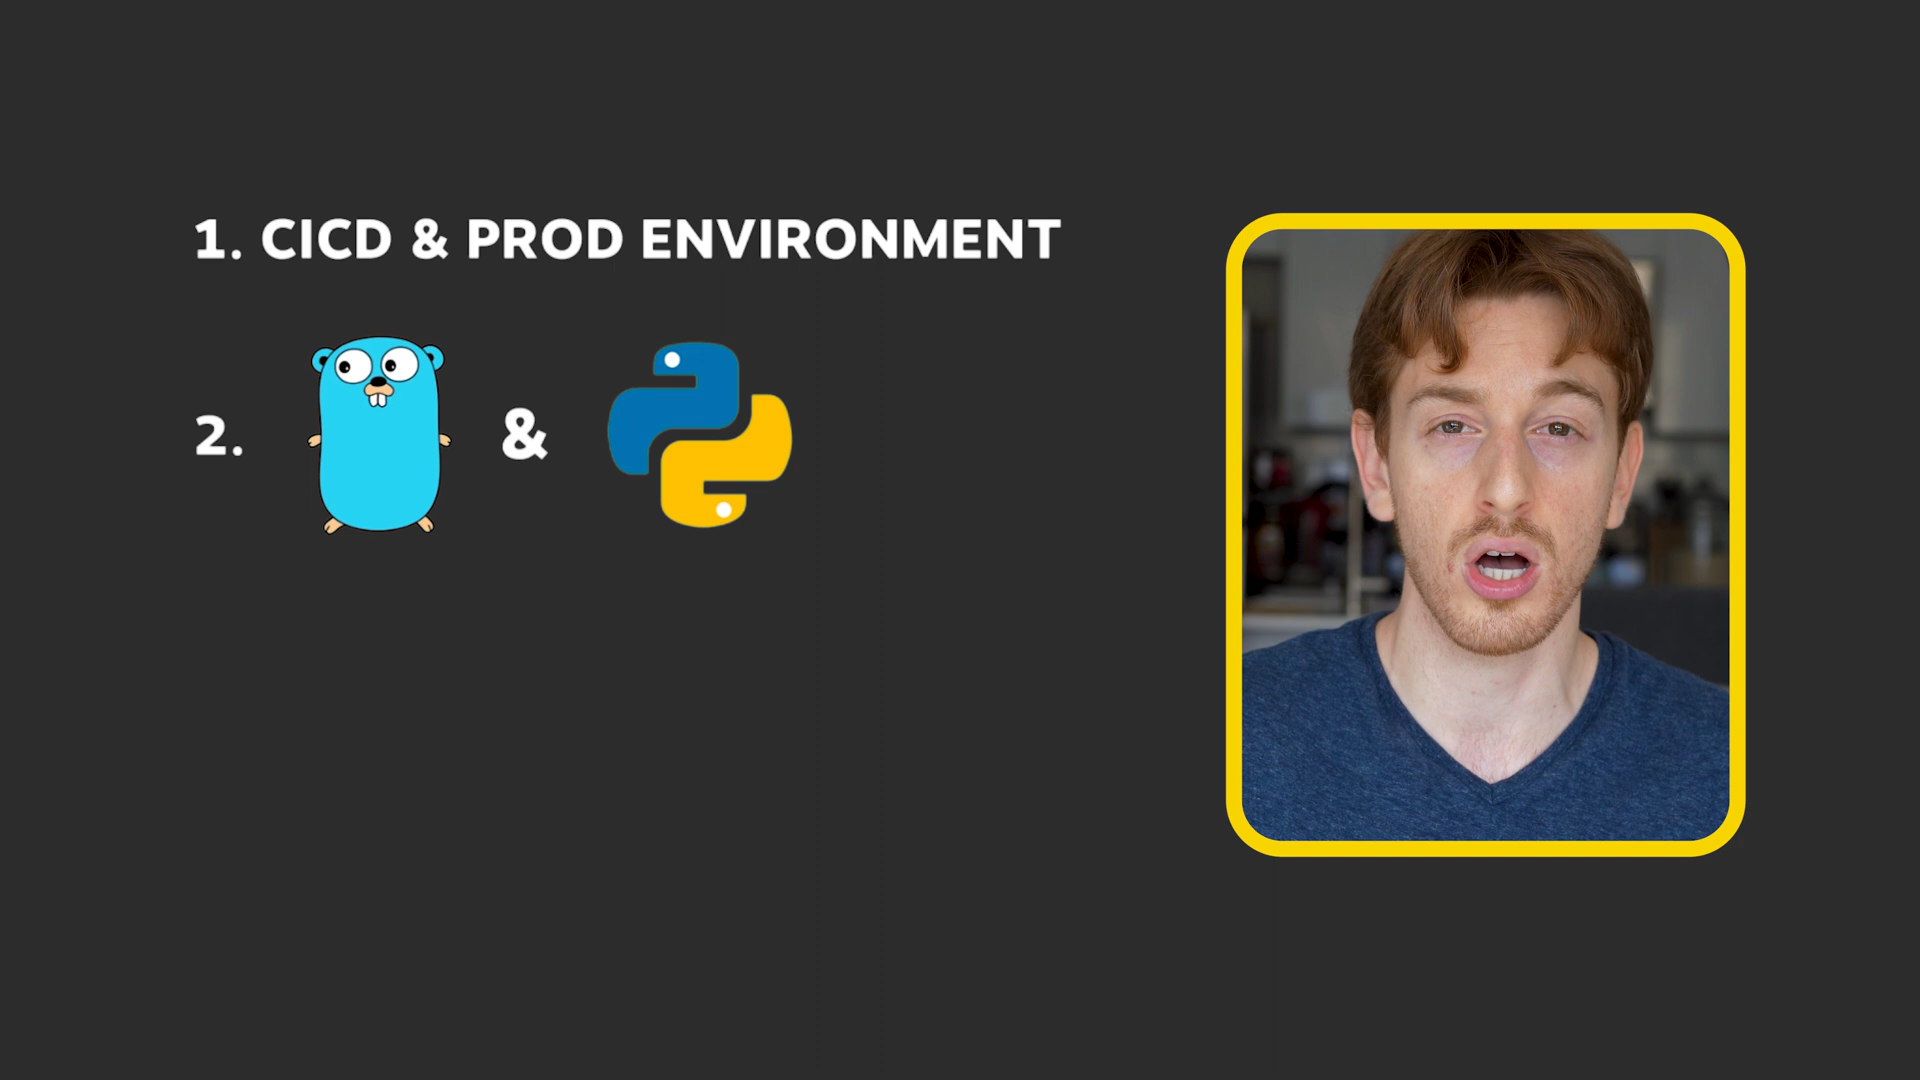 1. CICD & PROD ENVIRONMENT
2. &